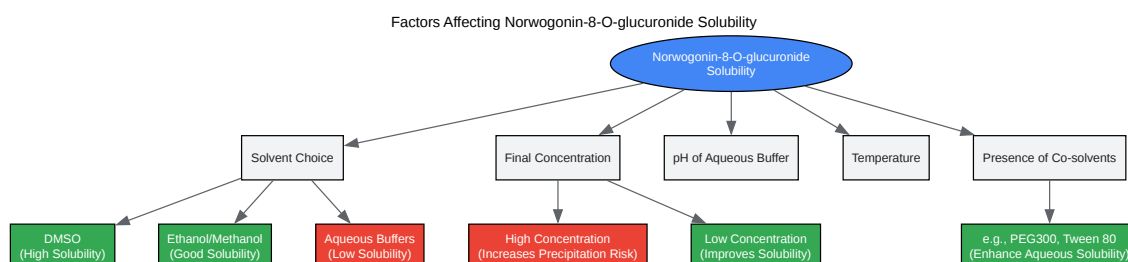 Factors Affecting Norwogonin-8-O-glucuronide Solubility
Norwogonin-8-O-glucuronide
Solubility
Solvent Choice
Final Concentration
pH of Aqueous Buffer
Temperature
Presence of Co-solvents
DMSO
(High Solubility)
Ethanol/Methanol
(Good Solubility)
Aqueous Buffers
(Low Solubility)
High Concentration
(Increases Precipitation Risk)
Low Concentration
(Improves Solubility)
e.g., PEG300, Tween 80
(Enhance Aqueous Solubility)